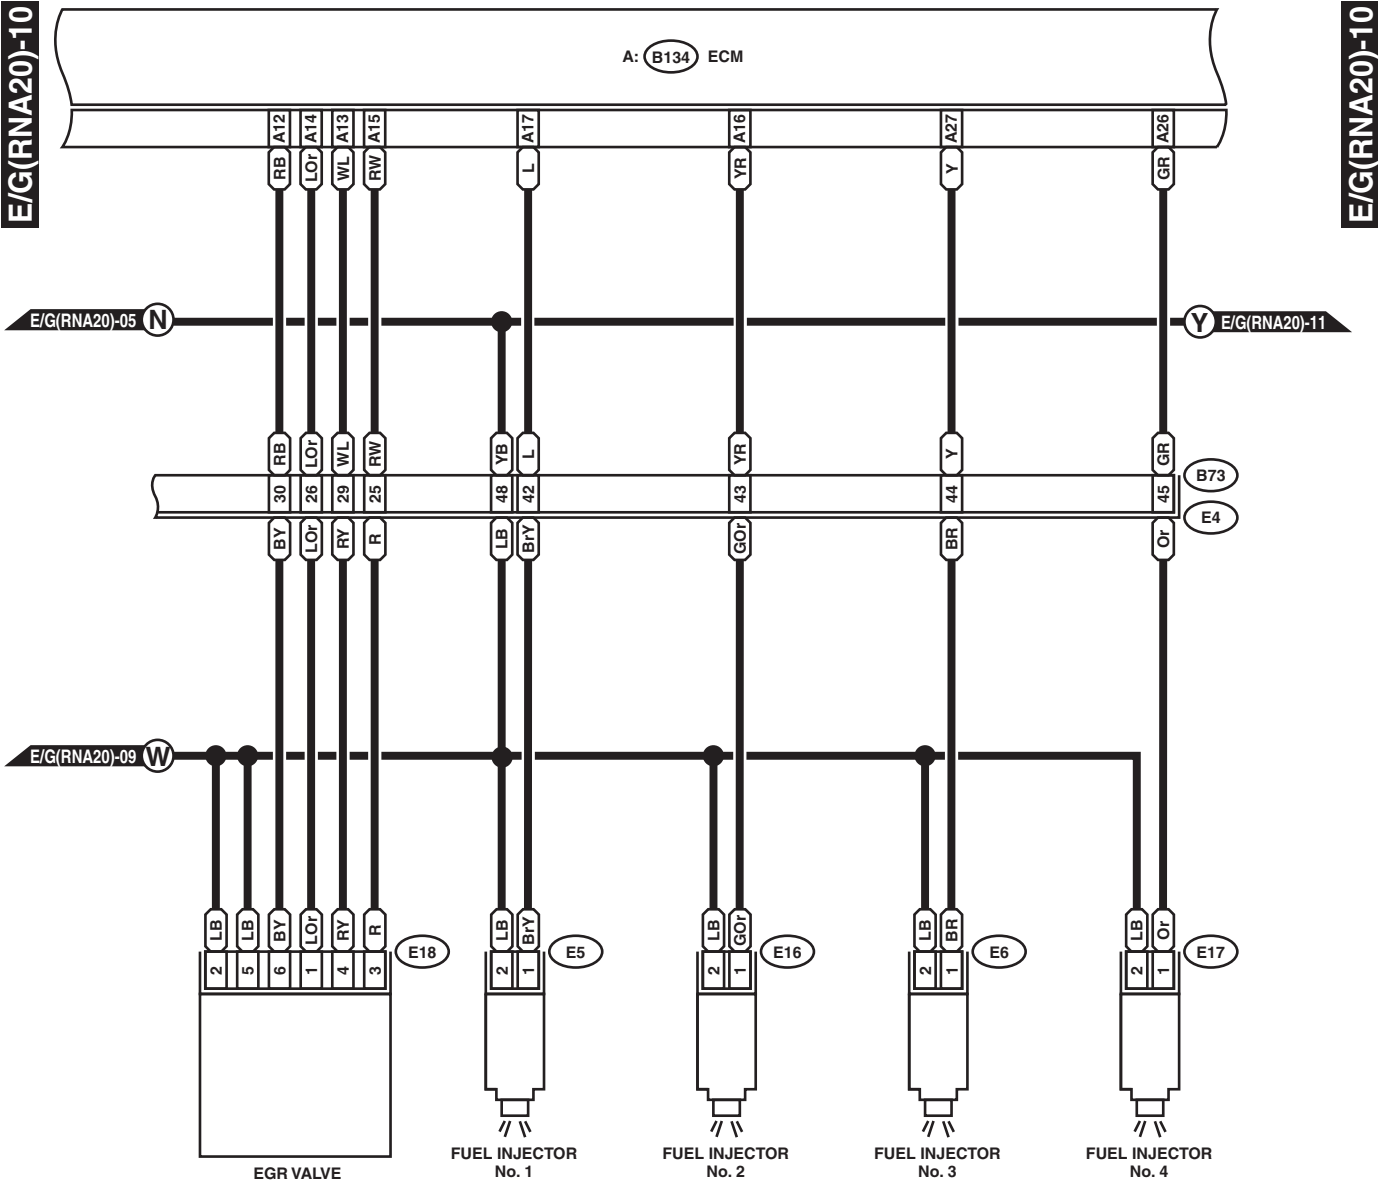 E/G(RNA20)-10
E/G(RNA20)-10
A: B134 ECM
A12 A14 A13 A15 A17 A16 A27 A26
RB LOr WL RW L YR Y GR
E/G(RNA20)-05 N
Y E/G(RNA20)-11
RB LOr WL RW YB L YR Y GR
30 26 29 25 48 42 43 44 45 B73
E4
BY LOr RY R LB BrY GOr BR Or
E/G(RNA20)-09 W
LB LB BY LOr RY R LB BrY LB GOr LB BR LB Or
E18 E5 E16 E6 E17
2 5 6 1 4 3 2 1 2 1 2 1 2 1
FUEL INJECTOR
No. 1
FUEL INJECTOR
No. 2
FUEL INJECTOR
No. 3
FUEL INJECTOR
No. 4
EGR VALVE